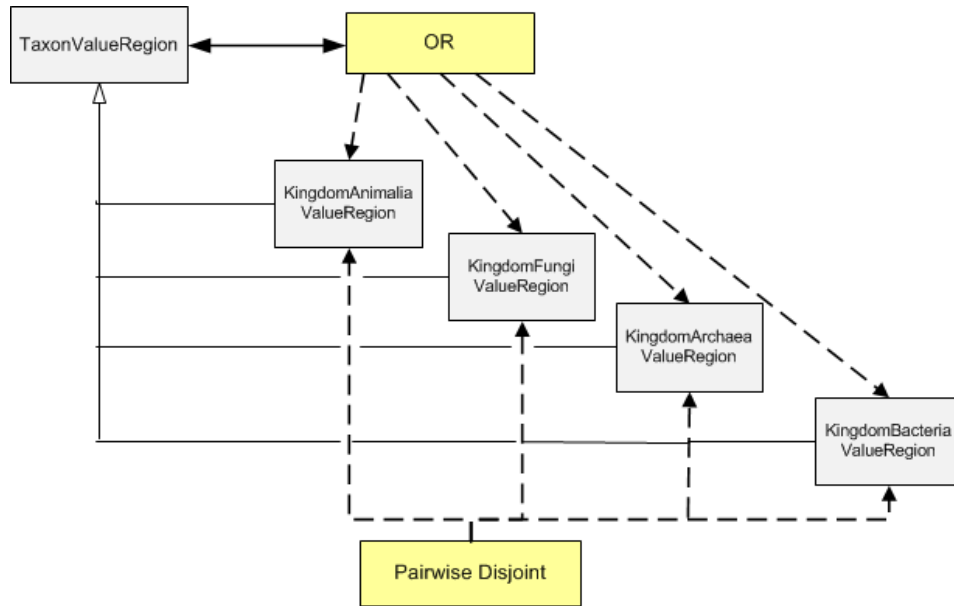 TaxonValueRegion
OR
KingdomAnimalia
ValueRegion
KingdomFungi
ValueRegion
KingdomArchaea
ValueRegion
KingdomBacteria
ValueRegion
Pairwise Disjoint